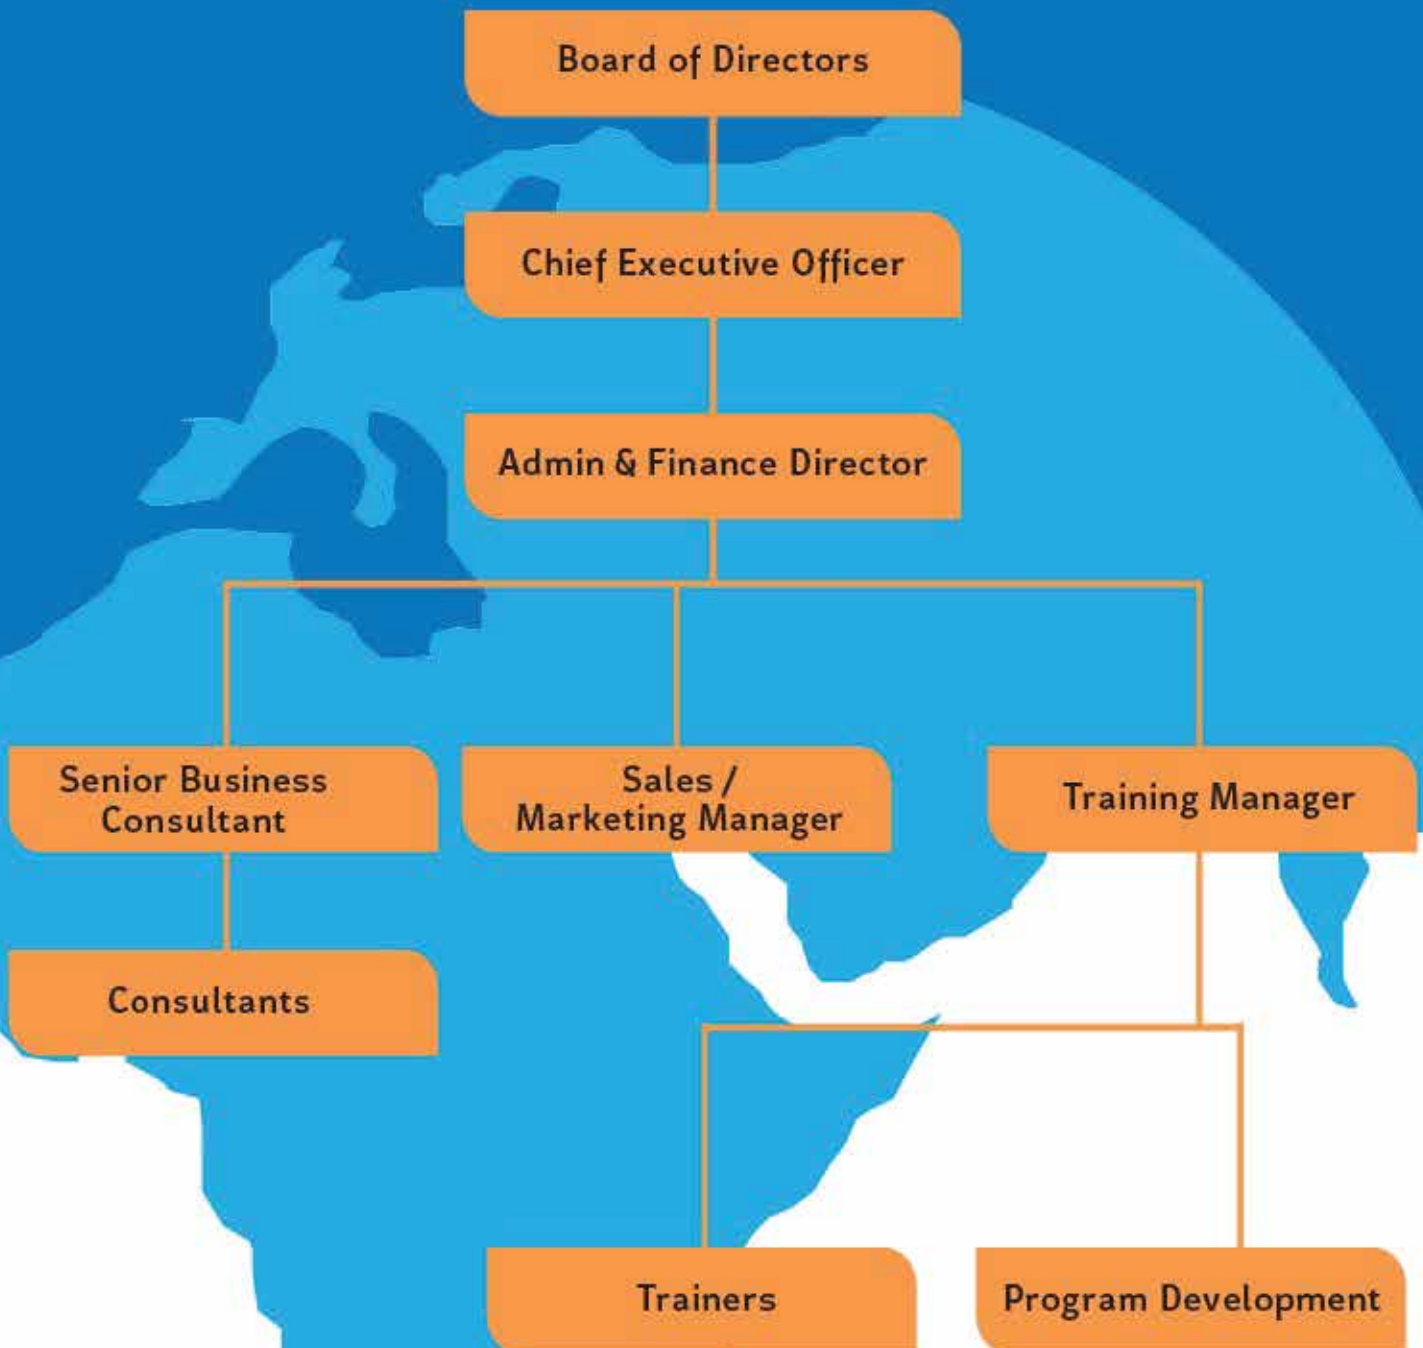 Board of Directors
Chief Executive Officer
Admin & Finance Director
Senior Business
Consultant
Sales /
Marketing Manager
Training Manager
Consultants
Trainers
Program Development